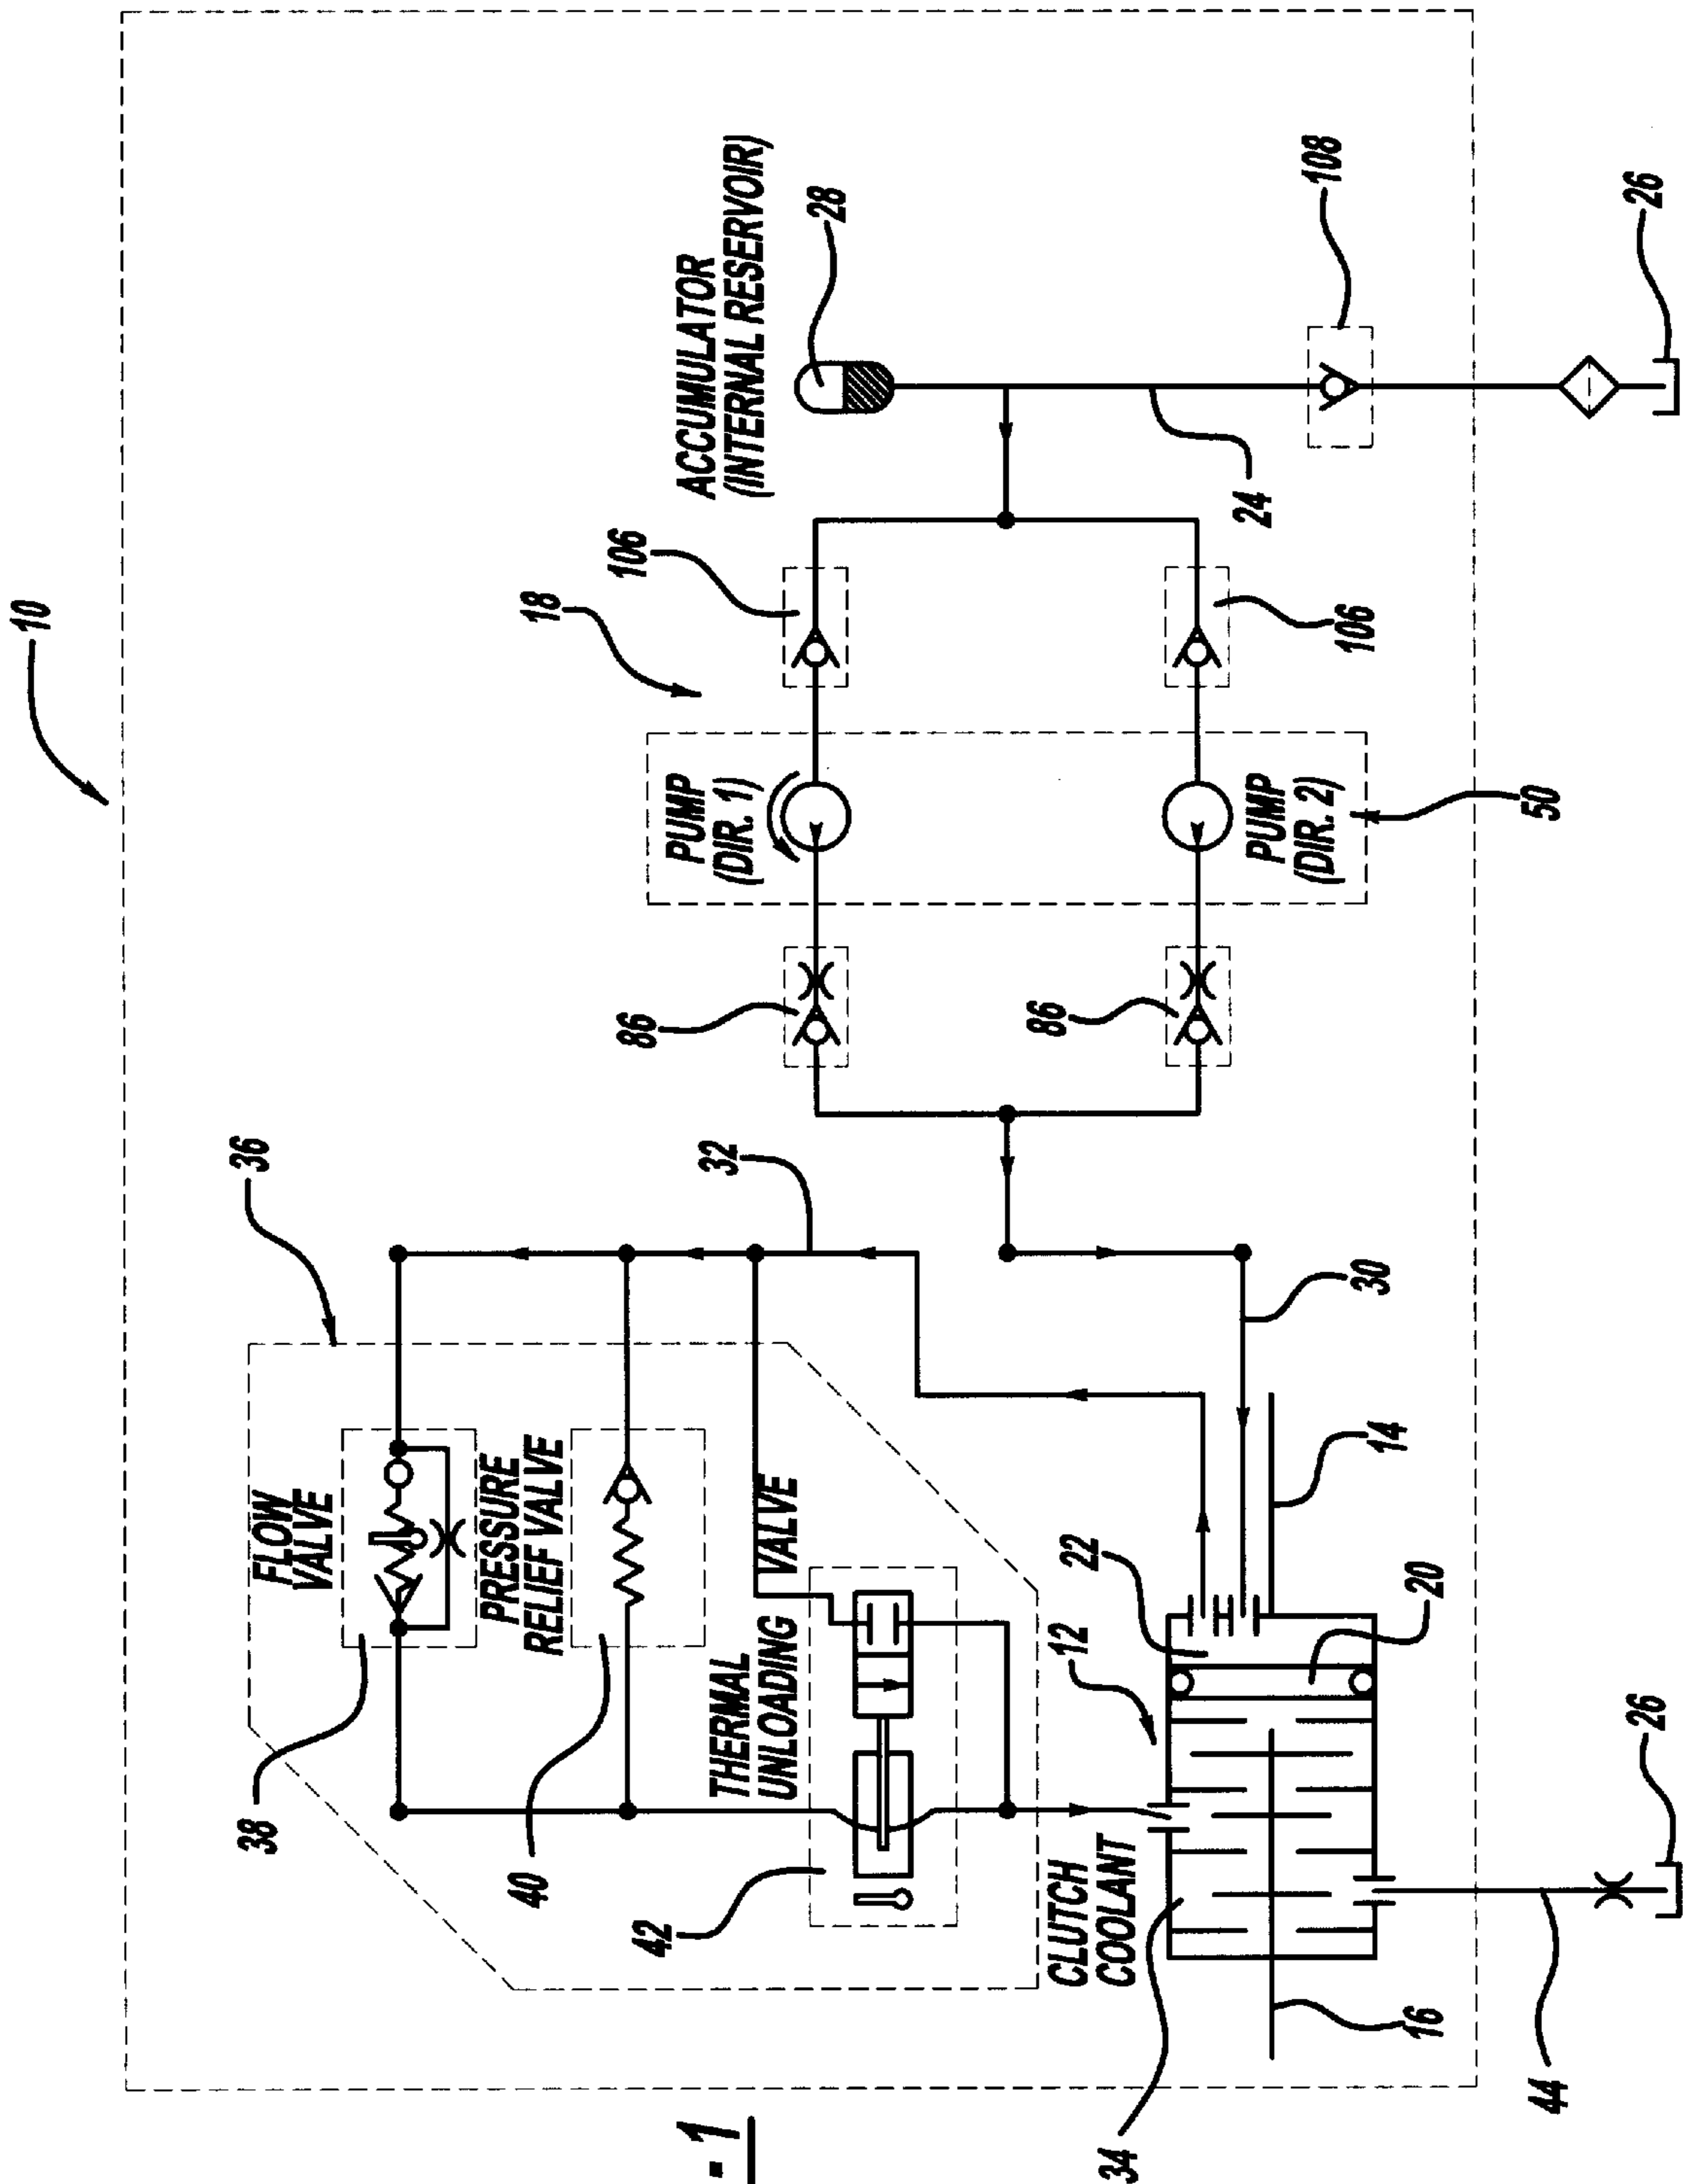 10
36
FLOW
VALVE
38
PRESSURE
RELIEF VALVE
40
THERMAL
UNLOADING
VALVE
42
32
CLUTCH
COOLANT
34
12
22
20
14
30
16
44
26
18
86
86
PUMP
(DIR. 1)
PUMP
(DIR. 2)
50
106
106
ACCUMULATOR
(INTERNAL RESERVOIR)
28
24
108
26
- 1